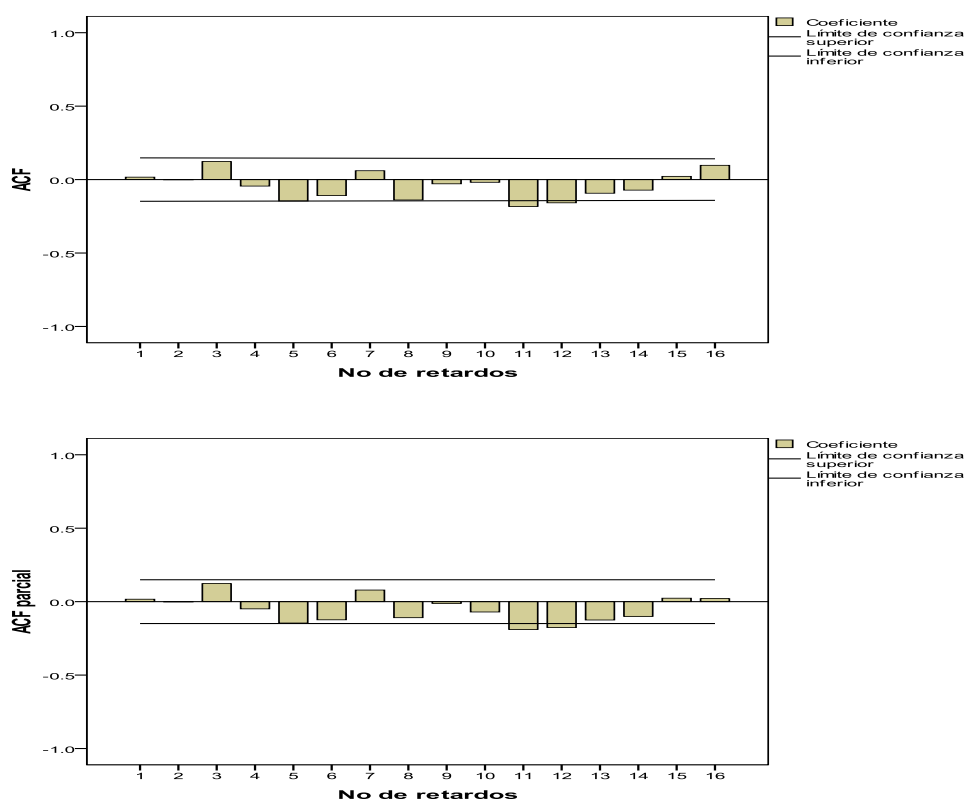 Coeficiente
Límite de confianza
superior
Límite de confianza
inferior
1.0
0.5
0.0
-0.5
-1.0
ACF
1 2 3 4 5 6 7 8 9 10 11 12 13 14 15 16
No de retardos
Coeficiente
Límite de confianza
superior
Límite de confianza
inferior
1.0
0.5
0.0
-0.5
-1.0
ACF parcial
1 2 3 4 5 6 7 8 9 10 11 12 13 14 15 16
No de retardos